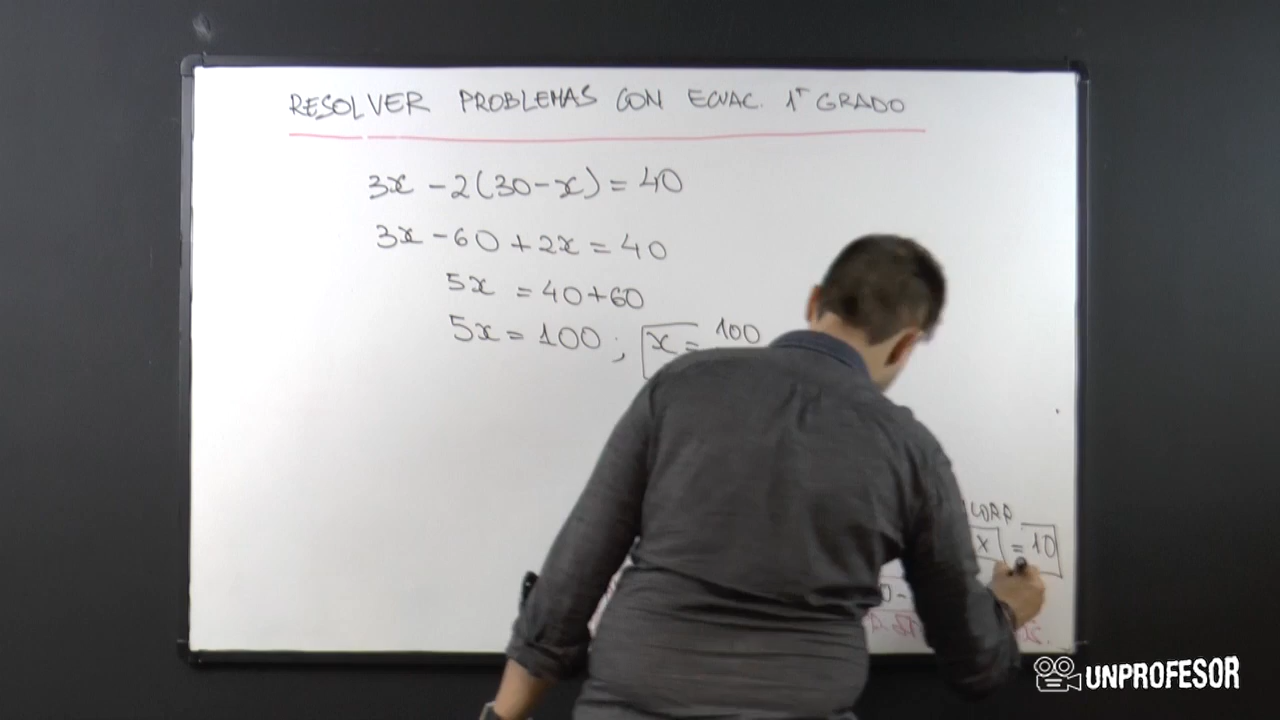 RESOLVER PROBLEMAS CON ECUAC. 1ᵉʳ GRADO
3x - 2(30 - x) = 40
3x - 60 + 2x = 40
5x = 40 + 60
5x = 100 ; x = 100
x = 10
UNPROFESOR